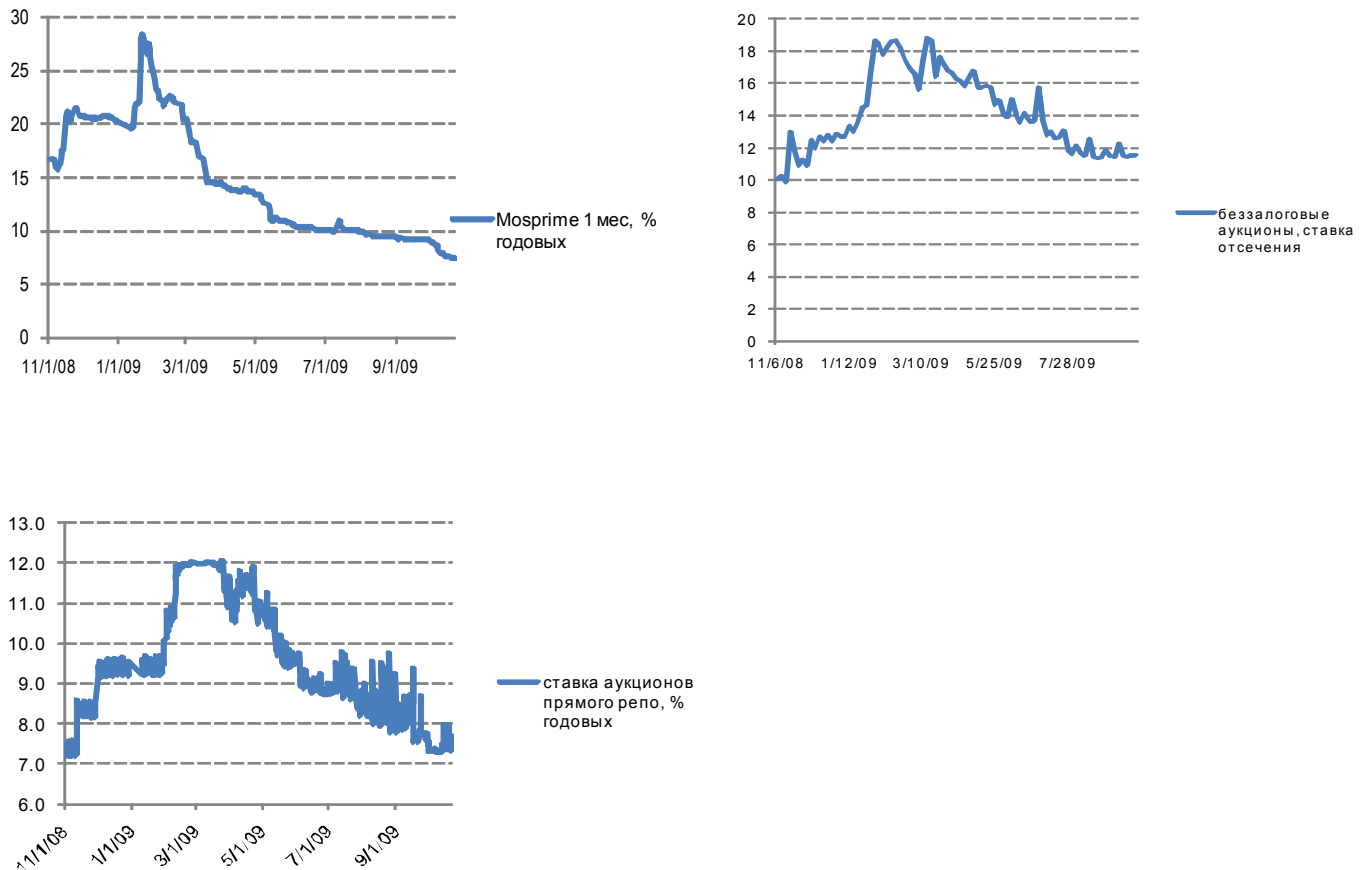 30
25
20
15
10
5
0
11/1/08 1/1/09 3/1/09 5/1/09 7/1/09 9/1/09
Mosprime 1 мес, %
годовых
20
18
16
14
12
10
8
6
4
2
0
11/6/08 1/12/09 3/10/09 5/25/09 7/28/09
беззалоговые
аукционы, ставка
отсечения
13.0
12.0
11.0
10.0
9.0
8.0
7.0
6.0
11/1/08 1/1/09 3/1/09 5/1/09 7/1/09 9/1/09
ставка аукционов
прямого репо, %
годовых